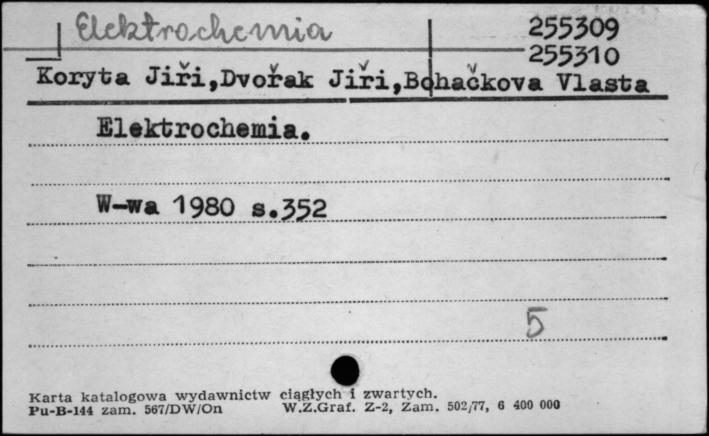 Elektrochemia 255309
255310
Koryta Jiři,Dvořak Jiři,Bohačkova Vlasta
Elektrochemia.
W-wa 1980 s.352
5
Karta katalogowa wydawnictw ciągłych i zwartych.
Pu-B-144 zam. 567/DW/On W.Z.Graf. Z-2, Zam. 502/77, 6 400 000